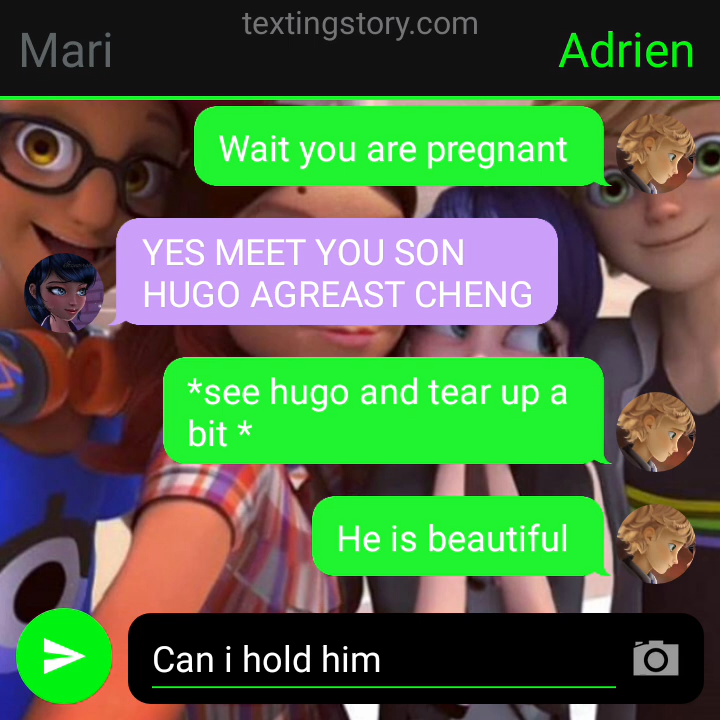 textingstory.com
Mari
Adrien
Wait you are pregnant
YES MEET YOU SON
HUGO AGREAST CHENG
*see hugo and tear up a
bit *
He is beautiful
Can i hold him